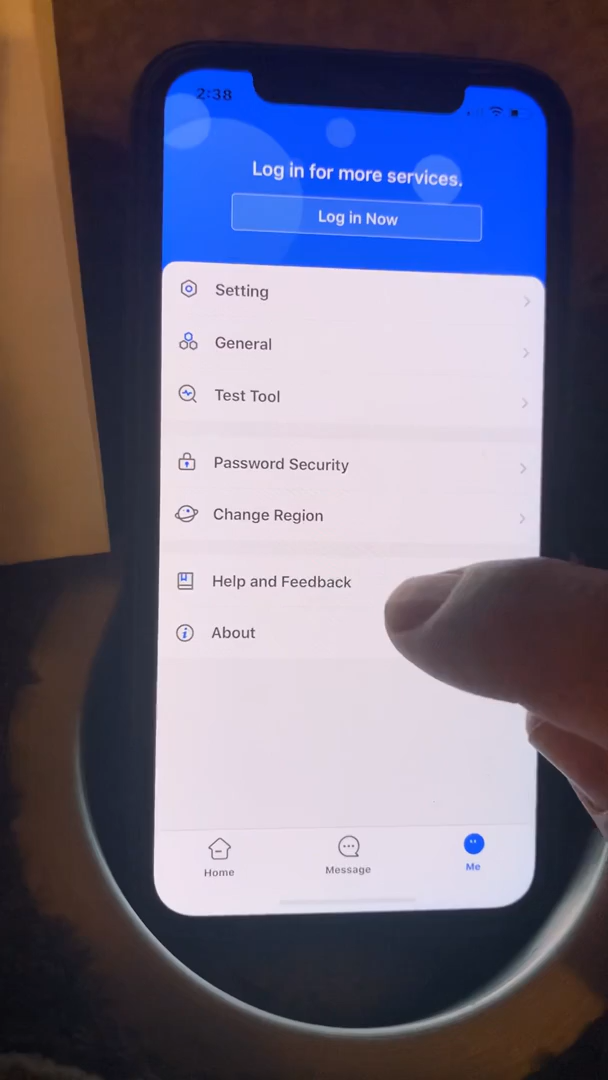 2:38
Log in for more services.
Log in Now
Setting
General
Test Tool
Password Security
Change Region
Help and Feedback
About
Home
Message
Me